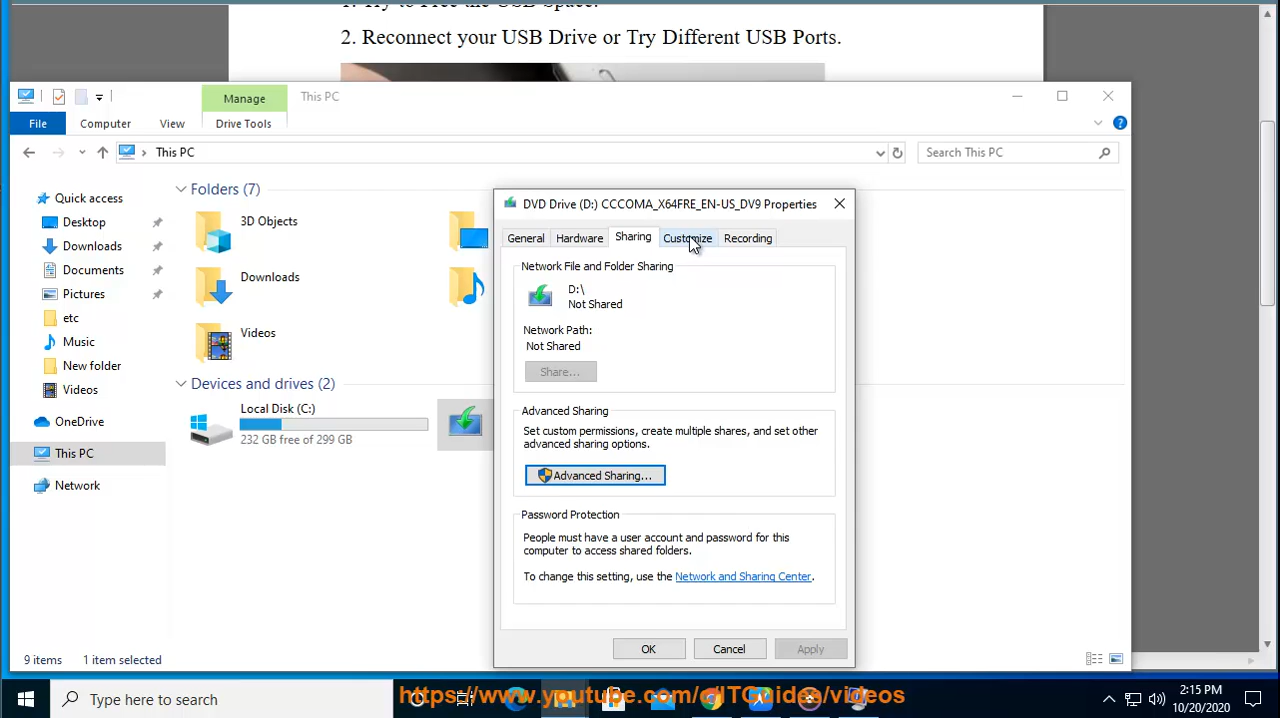 1. Try to Free the USB Space.
2. Reconnect your USB Drive or Try Different USB Ports.
Manage
This PC
File
Computer
View
Drive Tools
This PC
Search This PC
Quick access
Desktop
Downloads
Documents
Pictures
etc
Music
New folder
Videos
OneDrive
This PC
Network
Folders (7)
3D Objects
Downloads
Videos
Devices and drives (2)
Local Disk (C:)
232 GB free of 299 GB
DVD Drive (D:) CCCOMA_X64FRE_EN-US_DV9 Properties
General
Hardware
Sharing
Customize
Recording
Network File and Folder Sharing
D:\
Not Shared
Network Path:
Not Shared
Share...
Advanced Sharing
Set custom permissions, create multiple shares, and set other
advanced sharing options.
Advanced Sharing...
Password Protection
People must have a user account and password for this
computer to access shared folders.
To change this setting, use the Network and Sharing Center.
OK
Cancel
Apply
9 items
1 item selected
Type here to search
2:15 PM
10/20/2020